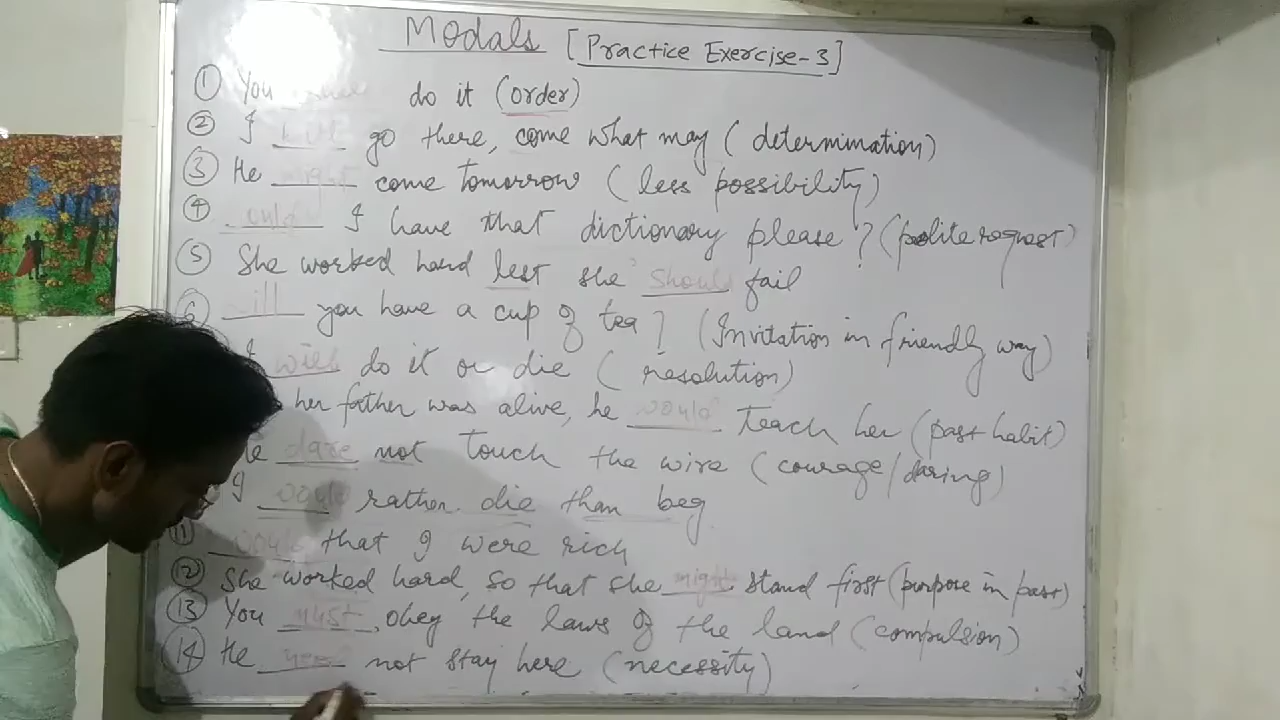 Modals [Practice Exercise-3]
① You do it (order)
② I will go there, come what may (determination)
③ He might come tomorrow (less possibility)
④ ould I have that dictionary please? (polite request)
⑤ She worked hard lest she should fail
⑥ ill you have a cup of tea? (Invitation in friendly way)
I will do it or die (resolution)
her father was alive, he would teach her (past habit)
He dare not touch the wire (courage/daring)
I would rather die than beg
⑪ would that I were rich
⑫ She worked hard, so that she might stand first (purpose in past)
⑬ You must obey the laws of the land (compulsion)
⑭ He need not stay here (necessity)